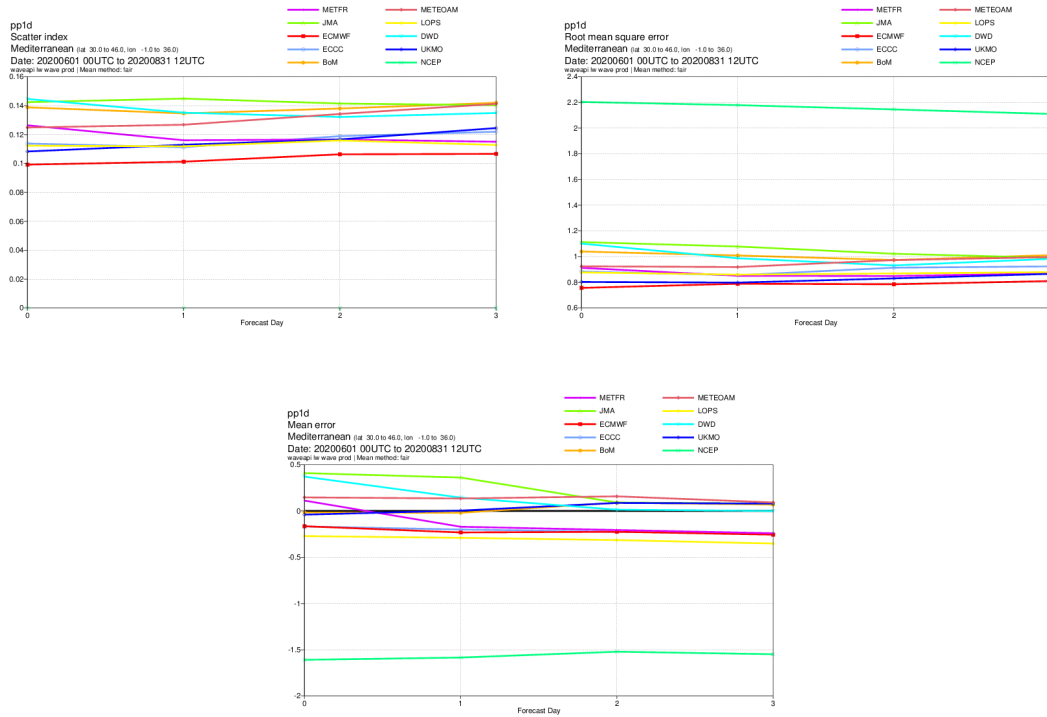 METFR METEOAM
JMA LOPS
ECMWF DWD
ECCC UKMO
BoM NCEP
pp1d
Scatter index
Mediterranean (lat 30.0 to 46.0, lon -1.0 to 36.0)
Date: 20200601 00UTC to 20200831 12UTC
waveapi lw wave prod | Mean method: fair
0.16
0.14
0.12
0.1
0.08
0.06
0.04
0.02
0
0 1 2 3
Forecast Day
METFR METEOAM
JMA LOPS
ECMWF DWD
ECCC UKMO
BoM NCEP
pp1d
Root mean square error
Mediterranean (lat 30.0 to 46.0, lon -1.0 to 36.0)
Date: 20200601 00UTC to 20200831 12UTC
waveapi lw wave prod | Mean method: fair
2.4
2.2
2
1.8
1.6
1.4
1.2
1
0.8
0.6
0 1 2
Forecast Day
METFR METEOAM
JMA LOPS
ECMWF DWD
ECCC UKMO
BoM NCEP
pp1d
Mean error
Mediterranean (lat 30.0 to 46.0, lon -1.0 to 36.0)
Date: 20200601 00UTC to 20200831 12UTC
waveapi lw wave prod | Mean method: fair
0.5
0
-0.5
-1
-1.5
-2
0 1 2 3
Forecast Day